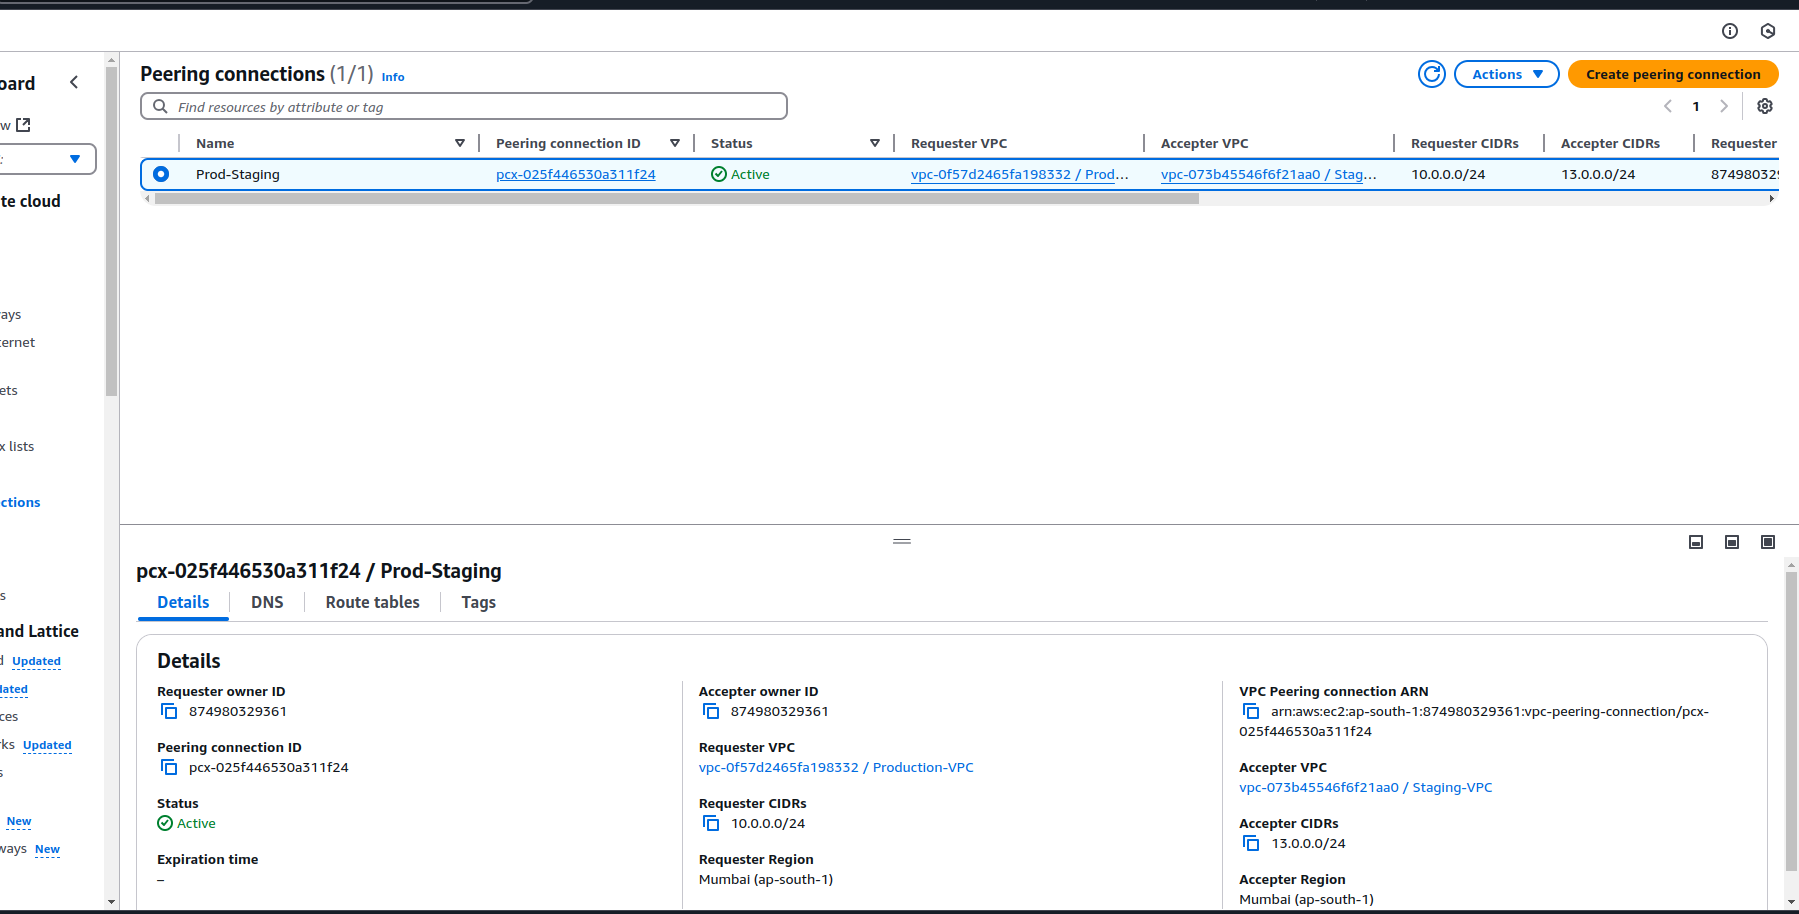 Peering connections (1/1) Info
Actions
Create peering connection
Find resources by attribute or tag
1
Name Peering connection ID Status Requester VPC Accepter VPC Requester CIDRs Accepter CIDRs Requester
Prod-Staging pcx-025f446530a311f24 Active vpc-0f57d2465fa198332 / Prod... vpc-073b45546f6f21aa0 / Stag... 10.0.0.0/24 13.0.0.0/24 87498032
oard
w
te cloud
ays
ternet
ets
x lists
ctions
s
and Lattice
d Updated
dated
ces
rks Updated
s
New
ways New
pcx-025f446530a311f24 / Prod-Staging
Details DNS Route tables Tags
Details
Requester owner ID
874980329361
Peering connection ID
pcx-025f446530a311f24
Status
Active
Expiration time
–
Accepter owner ID
874980329361
Requester VPC
vpc-0f57d2465fa198332 / Production-VPC
Requester CIDRs
10.0.0.0/24
Requester Region
Mumbai (ap-south-1)
VPC Peering connection ARN
arn:aws:ec2:ap-south-1:874980329361:vpc-peering-connection/pcx-
025f446530a311f24
Accepter VPC
vpc-073b45546f6f21aa0 / Staging-VPC
Accepter CIDRs
13.0.0.0/24
Accepter Region
Mumbai (ap-south-1)